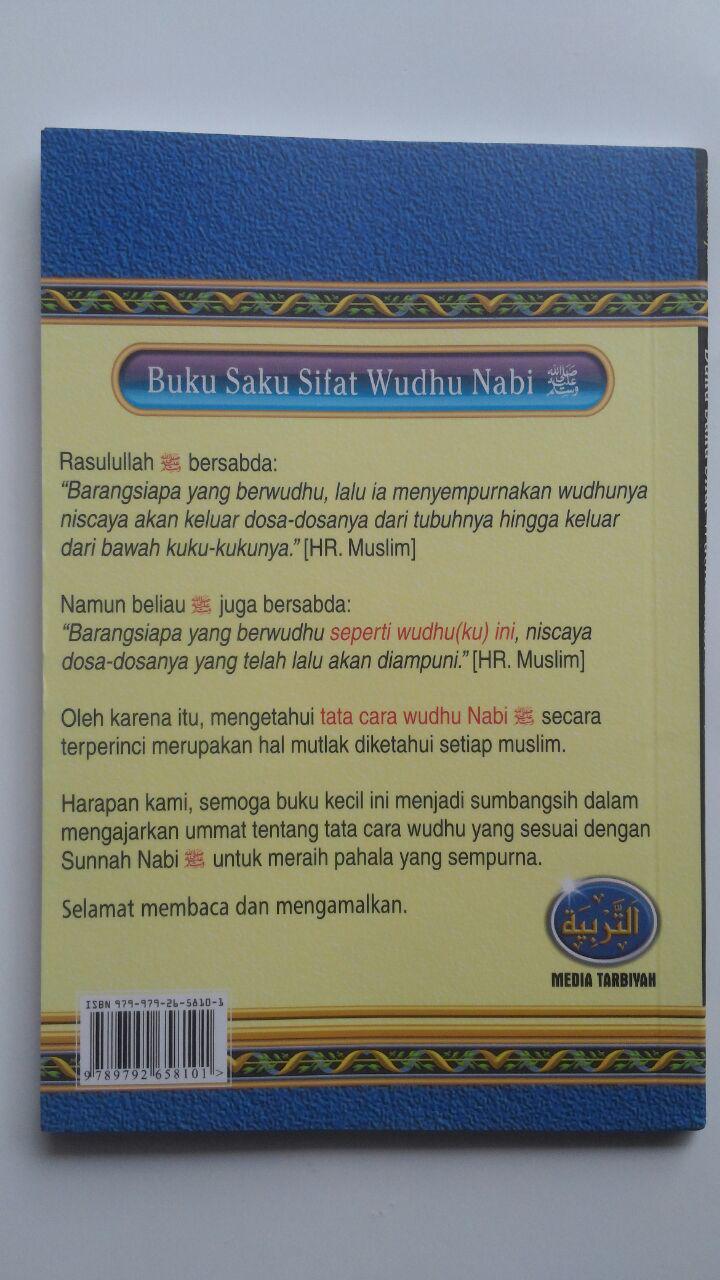 Buku Saku Sifat Wudhu Nabi ﷺ
Rasulullah ﷺ bersabda:
“Barangsiapa yang berwudhu, lalu ia menyempurnakan wudhunya
niscaya akan keluar dosa-dosanya dari tubuhnya hingga keluar
dari bawah kuku-kukunya.” [HR. Muslim]
Namun beliau ﷺ juga bersabda:
“Barangsiapa yang berwudhu seperti wudhu(ku) ini, niscaya
dosa-dosanya yang telah lalu akan diampuni.” [HR. Muslim]
Oleh karena itu, mengetahui tata cara wudhu Nabi ﷺ secara
terperinci merupakan hal mutlak diketahui setiap muslim.
Harapan kami, semoga buku kecil ini menjadi sumbangsih dalam
mengajarkan ummat tentang tata cara wudhu yang sesuai dengan
Sunnah Nabi ﷺ untuk meraih pahala yang sempurna.
Selamat membaca dan mengamalkan.
التَّرْبِيَة
MEDIA TARBIYAH
ISBN 979-979-26-5810-1
9 789792 658101 >